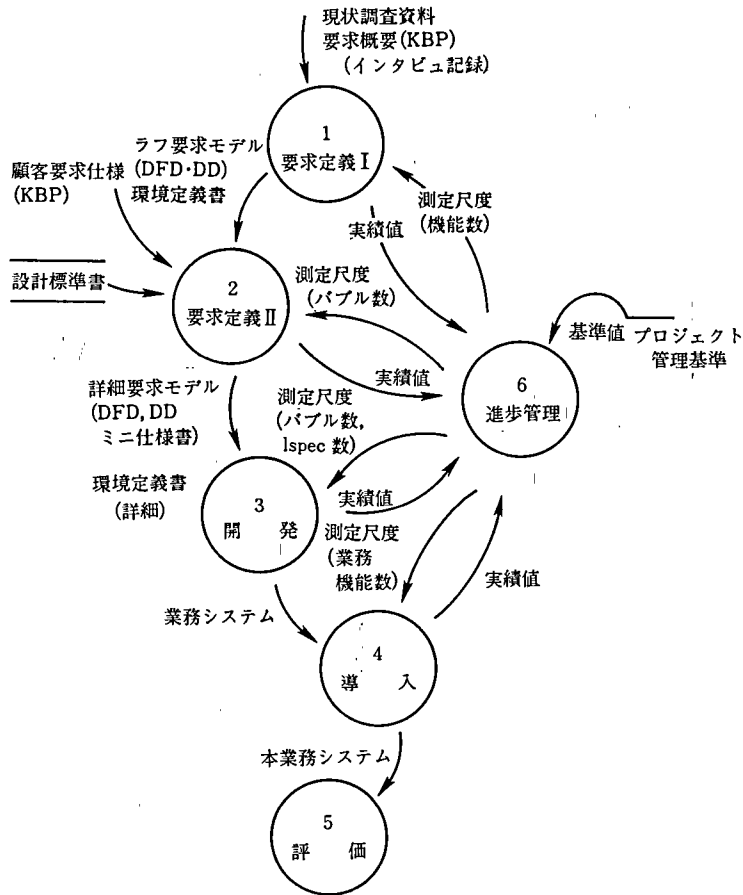 現状調査資料
要求概要(KBP)
(インタビュ記録)
1
要求定義Ⅰ
ラフ要求モデル
(DFD・DD)
環境定義書
顧客要求仕様
(KBP)
測定尺度
(機能数)
実績値
設計標準書
2
要求定義Ⅱ
測定尺度
(バブル数)
基準値
プロジェクト
管理基準
実績値
6
進歩管理
詳細要求モデル
(DFD, DD
ミニ仕様書)
測定尺度
(バブル数,
lspec 数)
環境定義書
(詳細)
3
開 発
実績値
測定尺度
(業務
機能数)
実績値
業務システム
4
導 入
本業務システム
5
評 価